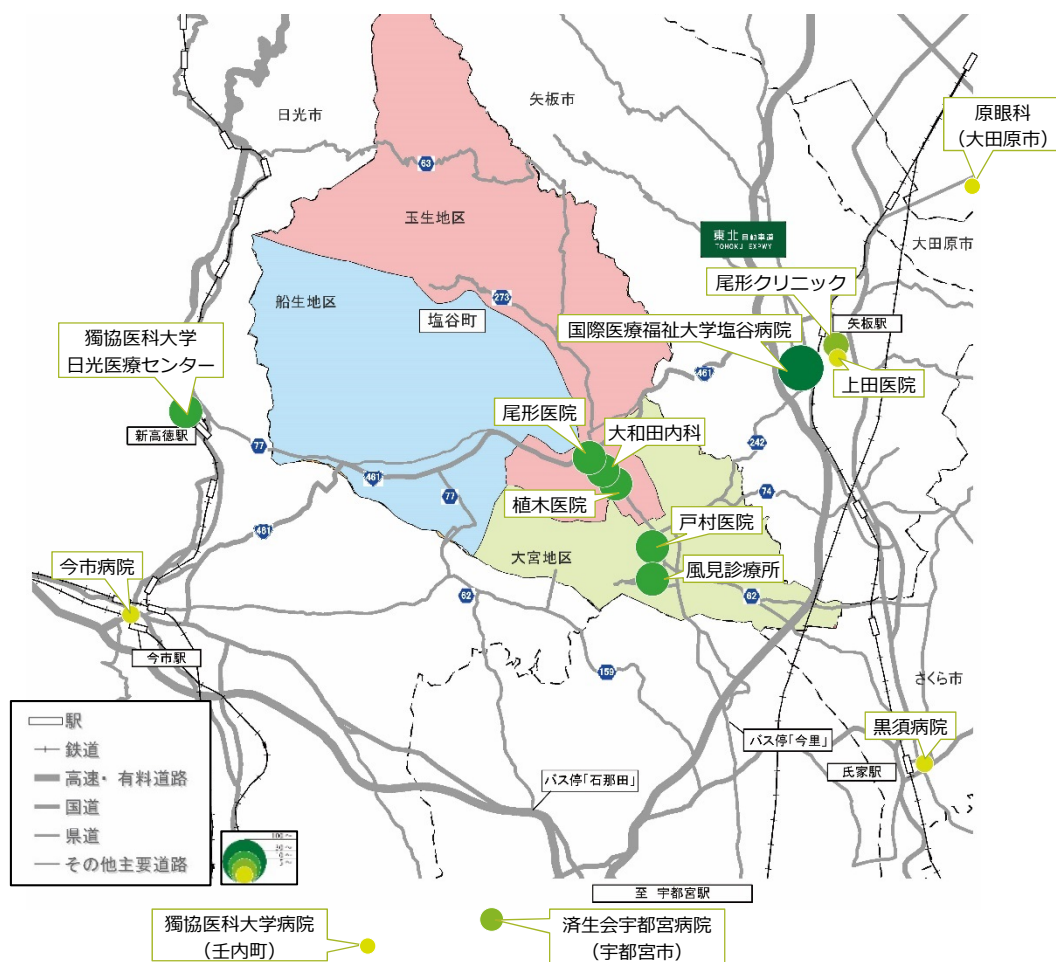 日光市
矢板市
原眼科
(大田原市)
63
玉生地区
東北自動車道
TOHOKU EXPWY
大田原市
船生地区
尾形クリニック
273
塩谷町
矢板駅
国際医療福祉大学塩谷病院
獨協医科大学
日光医療センター
461
上田医院
尾形医院
大和田内科
新高徳駅
77
242
461
77
74
植木医院
461
戸村医院
大宮地区
今市病院
風見診療所
62
62
今市駅
159
さくら市
駅
鉄道
高速・有料道路
国道
県道
その他主要道路
黒須病院
バス停「今里」
氏家駅
バス停「石那田」
100～
至 宇都宮駅
獨協医科大学病院
(壬内町)
済生会宇都宮病院
(宇都宮市)